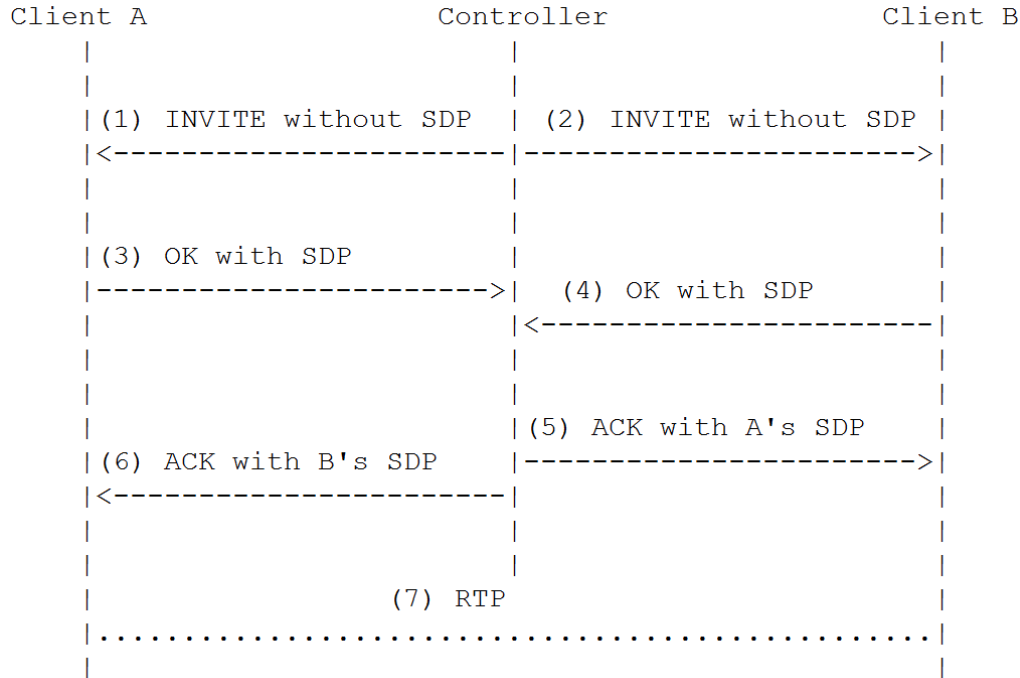 Client A Controller Client B
(1) INVITE without SDP (2) INVITE without SDP
(3) OK with SDP
(4) OK with SDP
(5) ACK with A's SDP
(6) ACK with B's SDP
(7) RTP